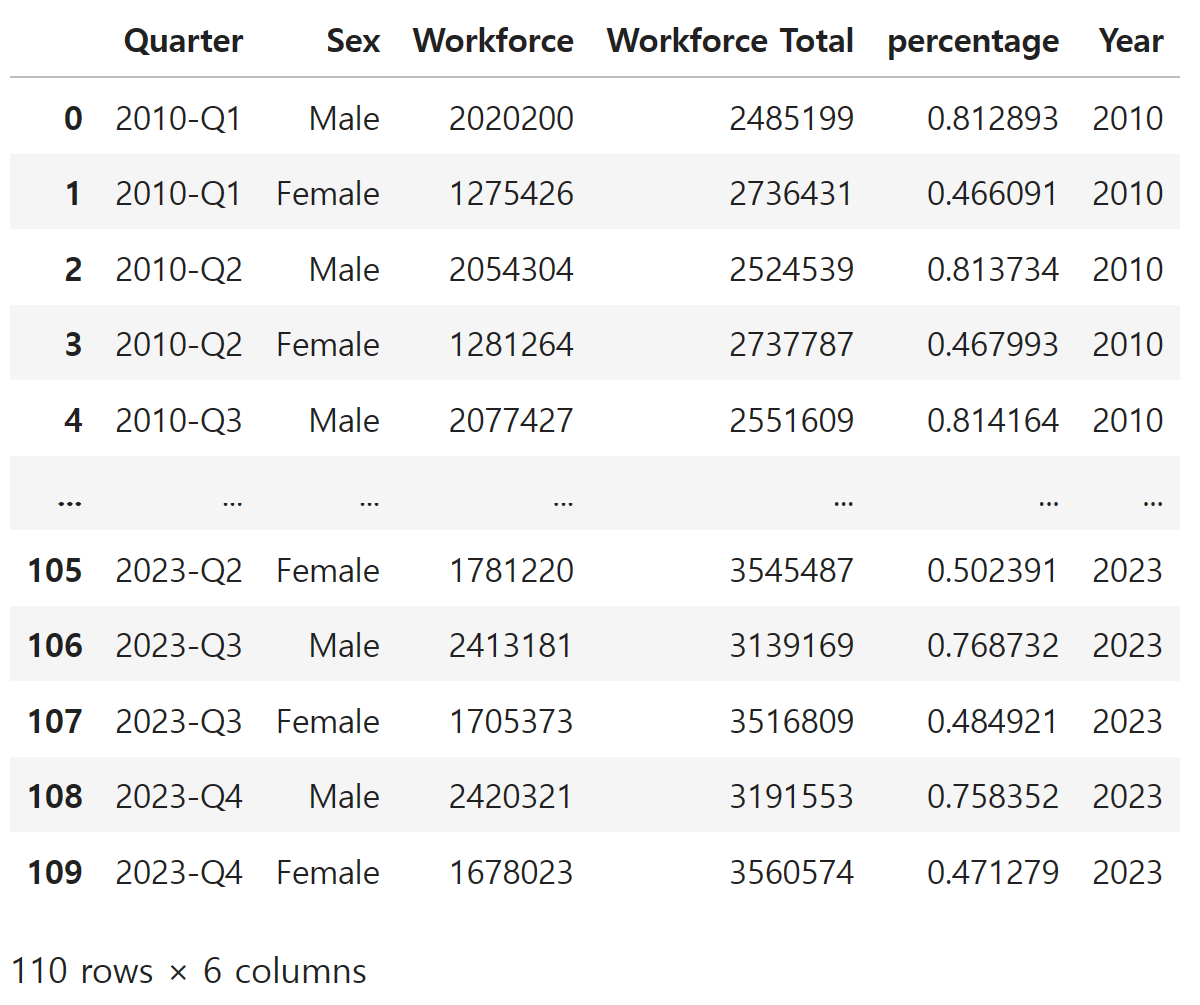 Quarter Sex Workforce Workforce Total percentage Year
0 2010-Q1 Male 2020200 2485199 0.812893 2010
1 2010-Q1 Female 1275426 2736431 0.466091 2010
2 2010-Q2 Male 2054304 2524539 0.813734 2010
3 2010-Q2 Female 1281264 2737787 0.467993 2010
4 2010-Q3 Male 2077427 2551609 0.814164 2010
... ... ... ... ... ... ...
105 2023-Q2 Female 1781220 3545487 0.502391 2023
106 2023-Q3 Male 2413181 3139169 0.768732 2023
107 2023-Q3 Female 1705373 3516809 0.484921 2023
108 2023-Q4 Male 2420321 3191553 0.758352 2023
109 2023-Q4 Female 1678023 3560574 0.471279 2023
110 rows × 6 columns